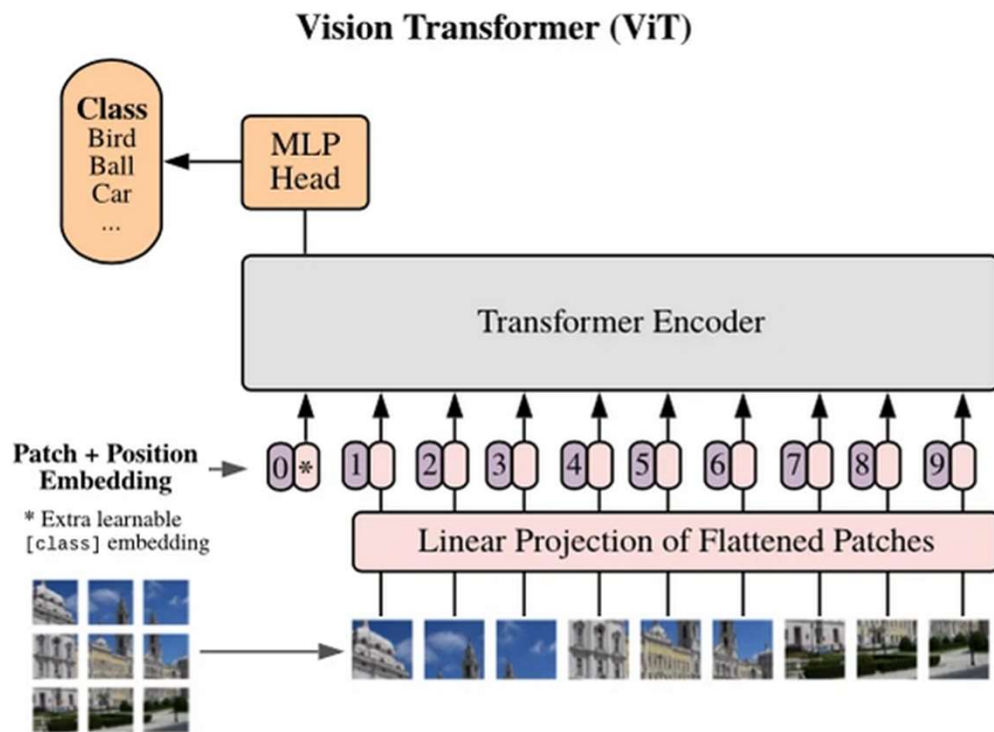 Vision Transformer (ViT)
Class
Bird
Ball
Car
...
MLP
Head
Transformer Encoder
Patch + Position
Embedding
0 * 1 2 3 4 5 6 7 8 9
* Extra learnable
[class] embedding
Linear Projection of Flattened Patches